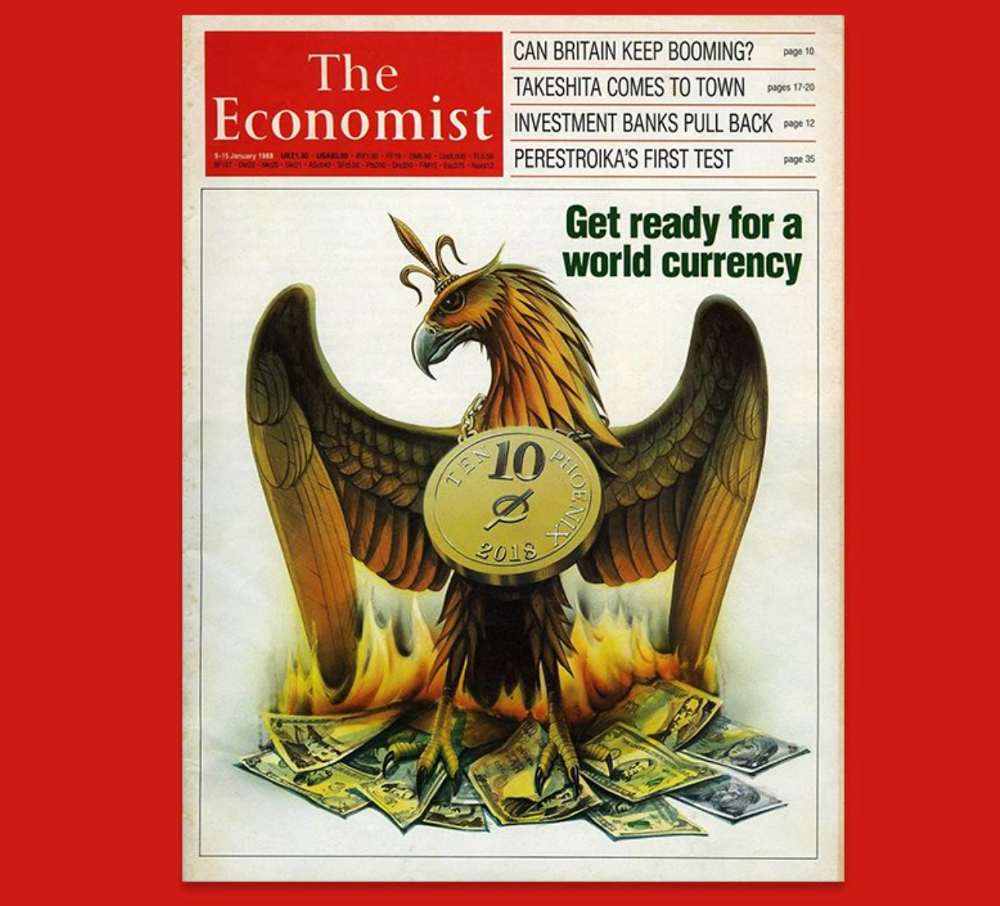 The
Economist
9-15 January 1988 · UK£1.30 · USA$3.00
CAN BRITAIN KEEP BOOMING? page 10
TAKESHITA COMES TO TOWN pages 17-20
INVESTMENT BANKS PULL BACK page 12
PERESTROIKA'S FIRST TEST page 35
Get ready for a
world currency
TEN 10 PHOENIX
2018